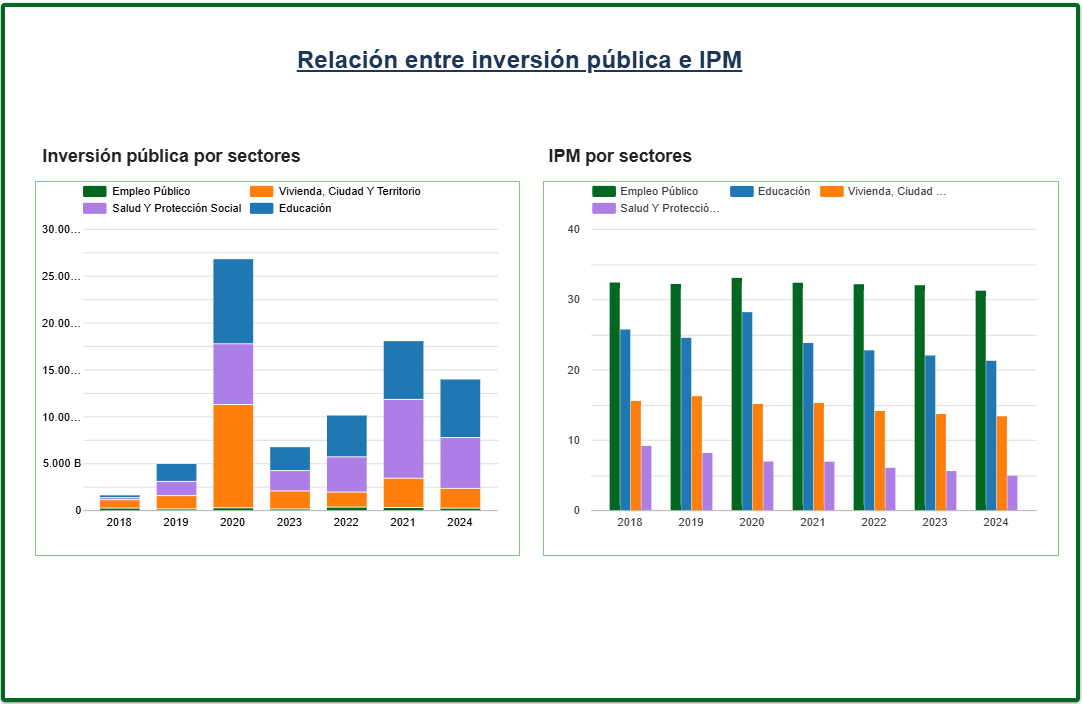 Relación entre inversión pública e IPM
Inversión pública por sectores
Empleo Público
Vivienda, Ciudad Y Territorio
Salud Y Protección Social
Educación
30.00...
25.00...
20.00...
15.00...
10.00...
5.000 B
0
2018 2019 2020 2023 2022 2021 2024
IPM por sectores
Empleo Público
Educación
Vivienda, Ciudad ...
Salud Y Protecció...
40
30
20
10
0
2018 2019 2020 2021 2022 2023 2024